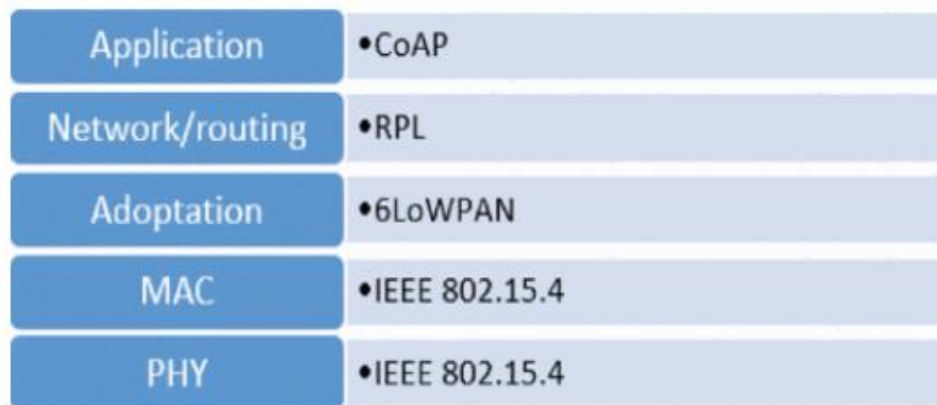 Application •CoAP
Network/routing •RPL
Adoptation •6LoWPAN
MAC •IEEE 802.15.4
PHY •IEEE 802.15.4